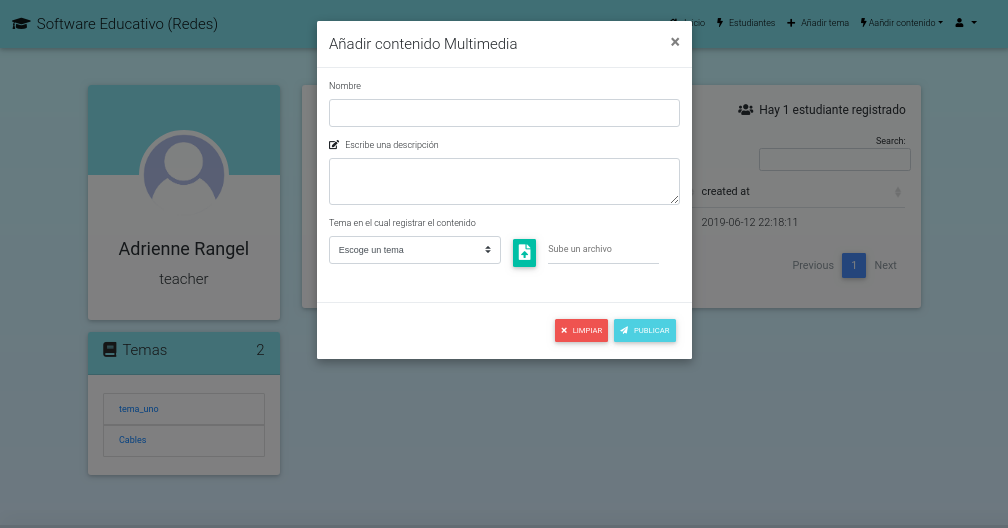 Software Educativo (Redes)
Estudiantes
Añadir tema
Aañdir contenido
Añadir contenido Multimedia
×
Nombre
Escribe una descripción
Tema en el cual registrar el contenido
Escoge un tema
Sube un archivo
LIMPIAR
PUBLICAR
Adrienne Rangel
teacher
Temas 2
tema_uno
Cables
Hay 1 estudiante registrado
Search:
created at
2019-06-12 22:18:11
Previous 1 Next